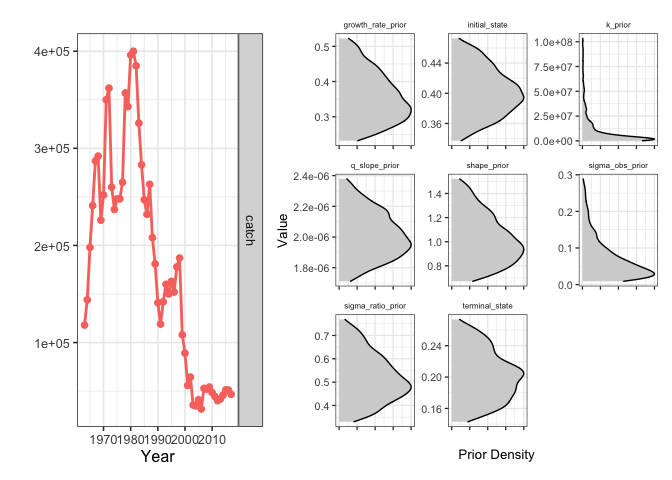 4e+05
3e+05
2e+05
1e+05
1970 1980 1990 2000 2010
Year
catch
Value
growth_rate_prior
0.5
0.4
0.3
initial_state
0.44
0.40
0.36
k_prior
1.0e+08
7.5e+07
5.0e+07
2.5e+07
0.0e+00
q_slope_prior
2.4e-06
2.2e-06
2.0e-06
1.8e-06
shape_prior
1.4
1.2
1.0
0.8
sigma_obs_prior
0.3
0.2
0.1
0.0
sigma_ratio_prior
0.7
0.6
0.5
0.4
terminal_state
0.24
0.20
0.16
Prior Density